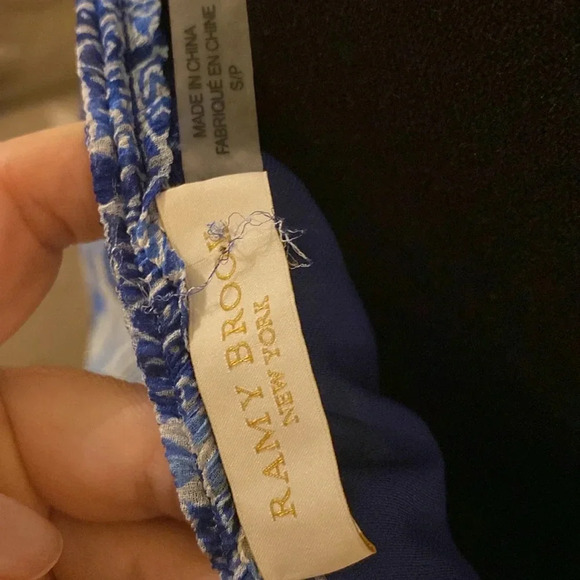 MADE IN CHINA
FABRIQUÉ EN CHINE
S/P
RAMY BROOK
NEW YORK